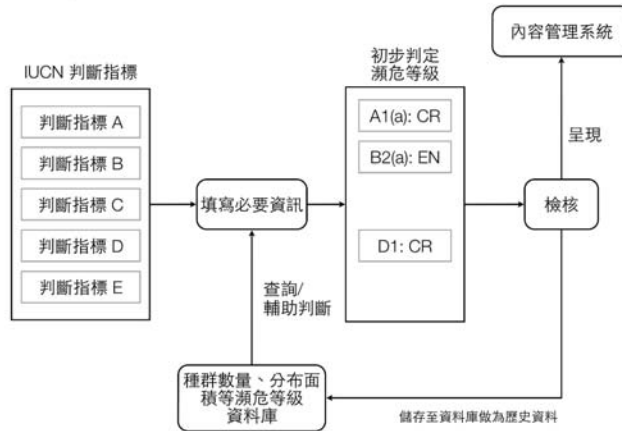 內容管理系統
IUCN 判斷指標
初步判定
瀕危等級
判斷指標 A
判斷指標 B
判斷指標 C
判斷指標 D
判斷指標 E
填寫必要資訊
A1(a): CR
B2(a): EN
D1: CR
呈現
檢核
查詢/
輔助判斷
種群數量、分布面
積等瀕危等級
資料庫
儲存至資料庫做為歷史資料